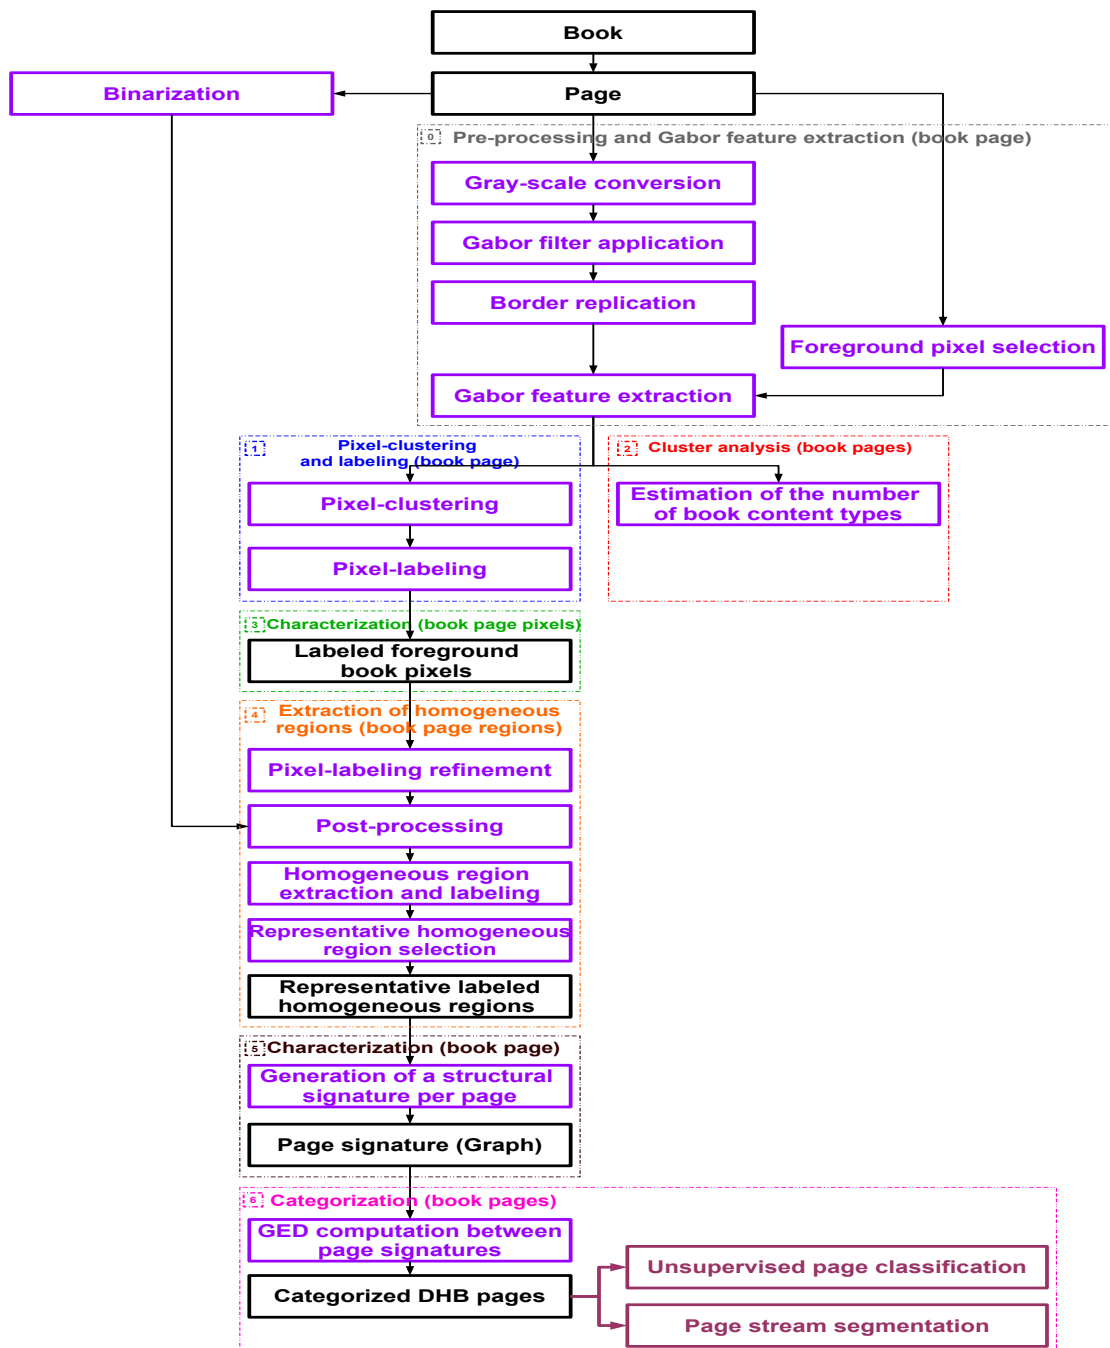 Book
Binarization
Page
0 Pre-processing and Gabor feature extraction (book page)
Gray-scale conversion
Gabor filter application
Border replication
Foreground pixel selection
Gabor feature extraction
1 Pixel-clustering
and labeling (book page)
2 Cluster analysis (book pages)
Pixel-clustering
Estimation of the number
of book content types
Pixel-labeling
3 Characterization (book page pixels)
Labeled foreground
book pixels
4 Extraction of homogeneous
regions (book page regions)
Pixel-labeling refinement
Post-processing
Homogeneous region
extraction and labeling
Representative homogeneous
region selection
Representative labeled
homogeneous regions
5 Characterization (book page)
Generation of a structural
signature per page
Page signature (Graph)
6 Categorization (book pages)
GED computation between
page signatures
Unsupervised page classification
Categorized DHB pages
Page stream segmentation